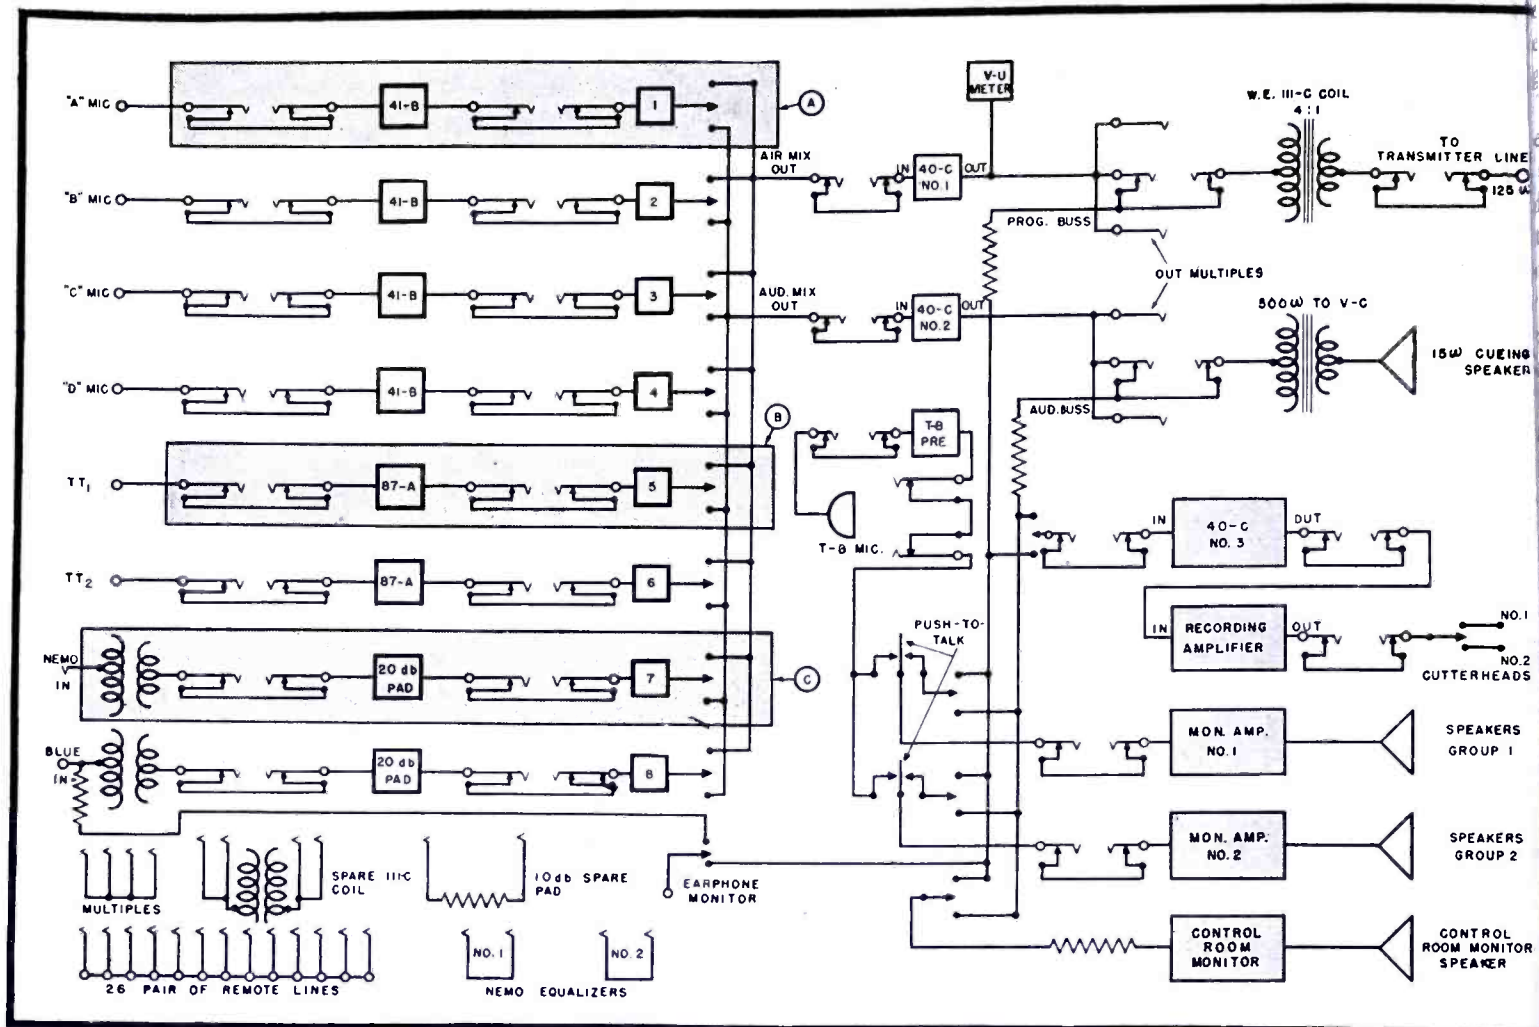 "A" MIC
41-B
1
A
V-U
METER
W.E. 111-C COIL
4:1
TO
TRANSMITTER LINE
125 W
AIR MIX
OUT
IN
40-C
NO.1
OUT
"B" MIC
41-B
2
PROG. BUSS
OUT MULTIPLES
"C" MIC
41-B
3
AUD. MIX
OUT
IN
40-C
NO.2
OUT
500ω TO V-C
15ω CUEING
SPEAKER
"D" MIC
41-B
4
AUD. BUSS
B
T-B
PRE
TT1
87-A
5
T-B MIC.
IN
40-C
NO. 3
OUT
TT2
87-A
6
PUSH-TO-
TALK
IN
RECORDING
AMPLIFIER
OUT
NO.1
NO.2
CUTTERHEADS
NEMO
IN
20 db
PAD
7
C
MON. AMP.
NO.1
SPEAKERS
GROUP 1
BLUE
IN
20 db
PAD
8
MON. AMP.
NO.2
SPEAKERS
GROUP 2
MULTIPLES
SPARE 111-C
COIL
10db SPARE
PAD
EARPHONE
MONITOR
26 PAIR OF REMOTE LINES
NO.1
NO.2
NEMO EQUALIZERS
CONTROL
ROOM
MONITOR
CONTROL
ROOM MONITOR
SPEAKER